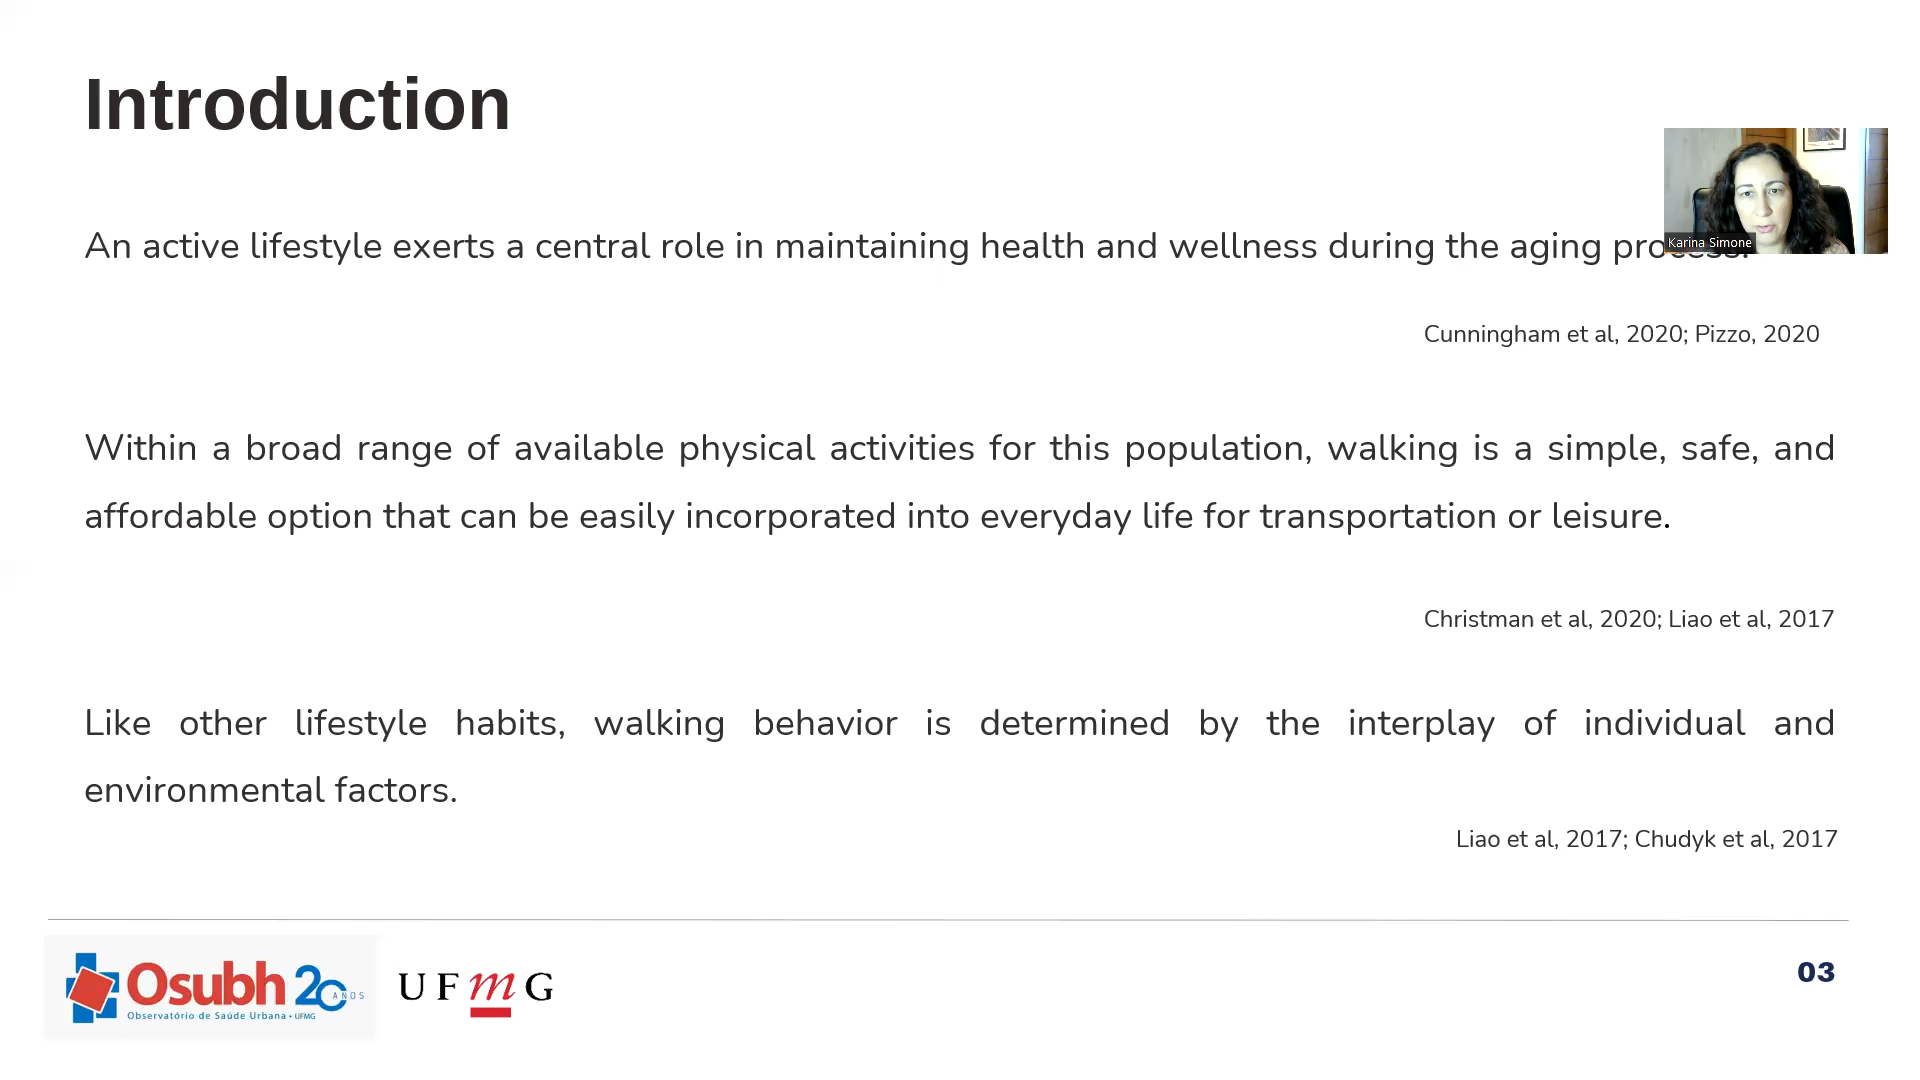 Introduction
Karina Simone
An active lifestyle exerts a central role in maintaining health and wellness during the aging process.
Cunningham et al, 2020; Pizzo, 2020
Within a broad range of available physical activities for this population, walking is a simple, safe, and
affordable option that can be easily incorporated into everyday life for transportation or leisure.
Christman et al, 2020; Liao et al, 2017
Like other lifestyle habits, walking behavior is determined by the interplay of individual and
environmental factors.
Liao et al, 2017; Chudyk et al, 2017
Osubh 20 ANOS
Observatório de Saúde Urbana • UFMG
UFmG
03